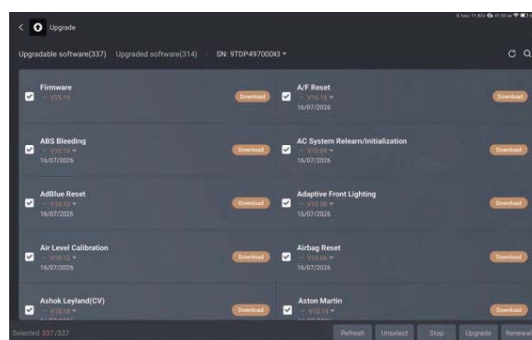 Upgrade
Upgradable software(337) Upgraded software(314) SN: 9TDP497000X3
Firmware
Download
A/F Reset
16/07/2026
Download
ABS Bleeding
16/07/2026
Download
AC System Relearn/Initialization
16/07/2026
Download
AdBlue Reset
16/07/2026
Download
Adaptive Front Lighting
16/07/2026
Download
Air Level Calibration
16/07/2026
Download
Airbag Reset
16/07/2026
Download
Ashok Leyland(CV)
Download
Aston Martin
Download
Selected 337/337 Refresh Unselect Stop Upgrade Renewal